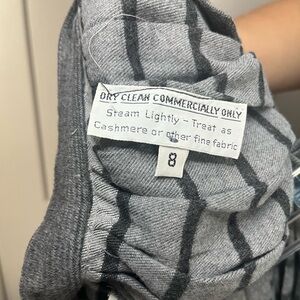 DRY CLEAN COMMERCIALLY ONLY
Steam Lightly - Treat as
Cashmere or other fine fabric
8